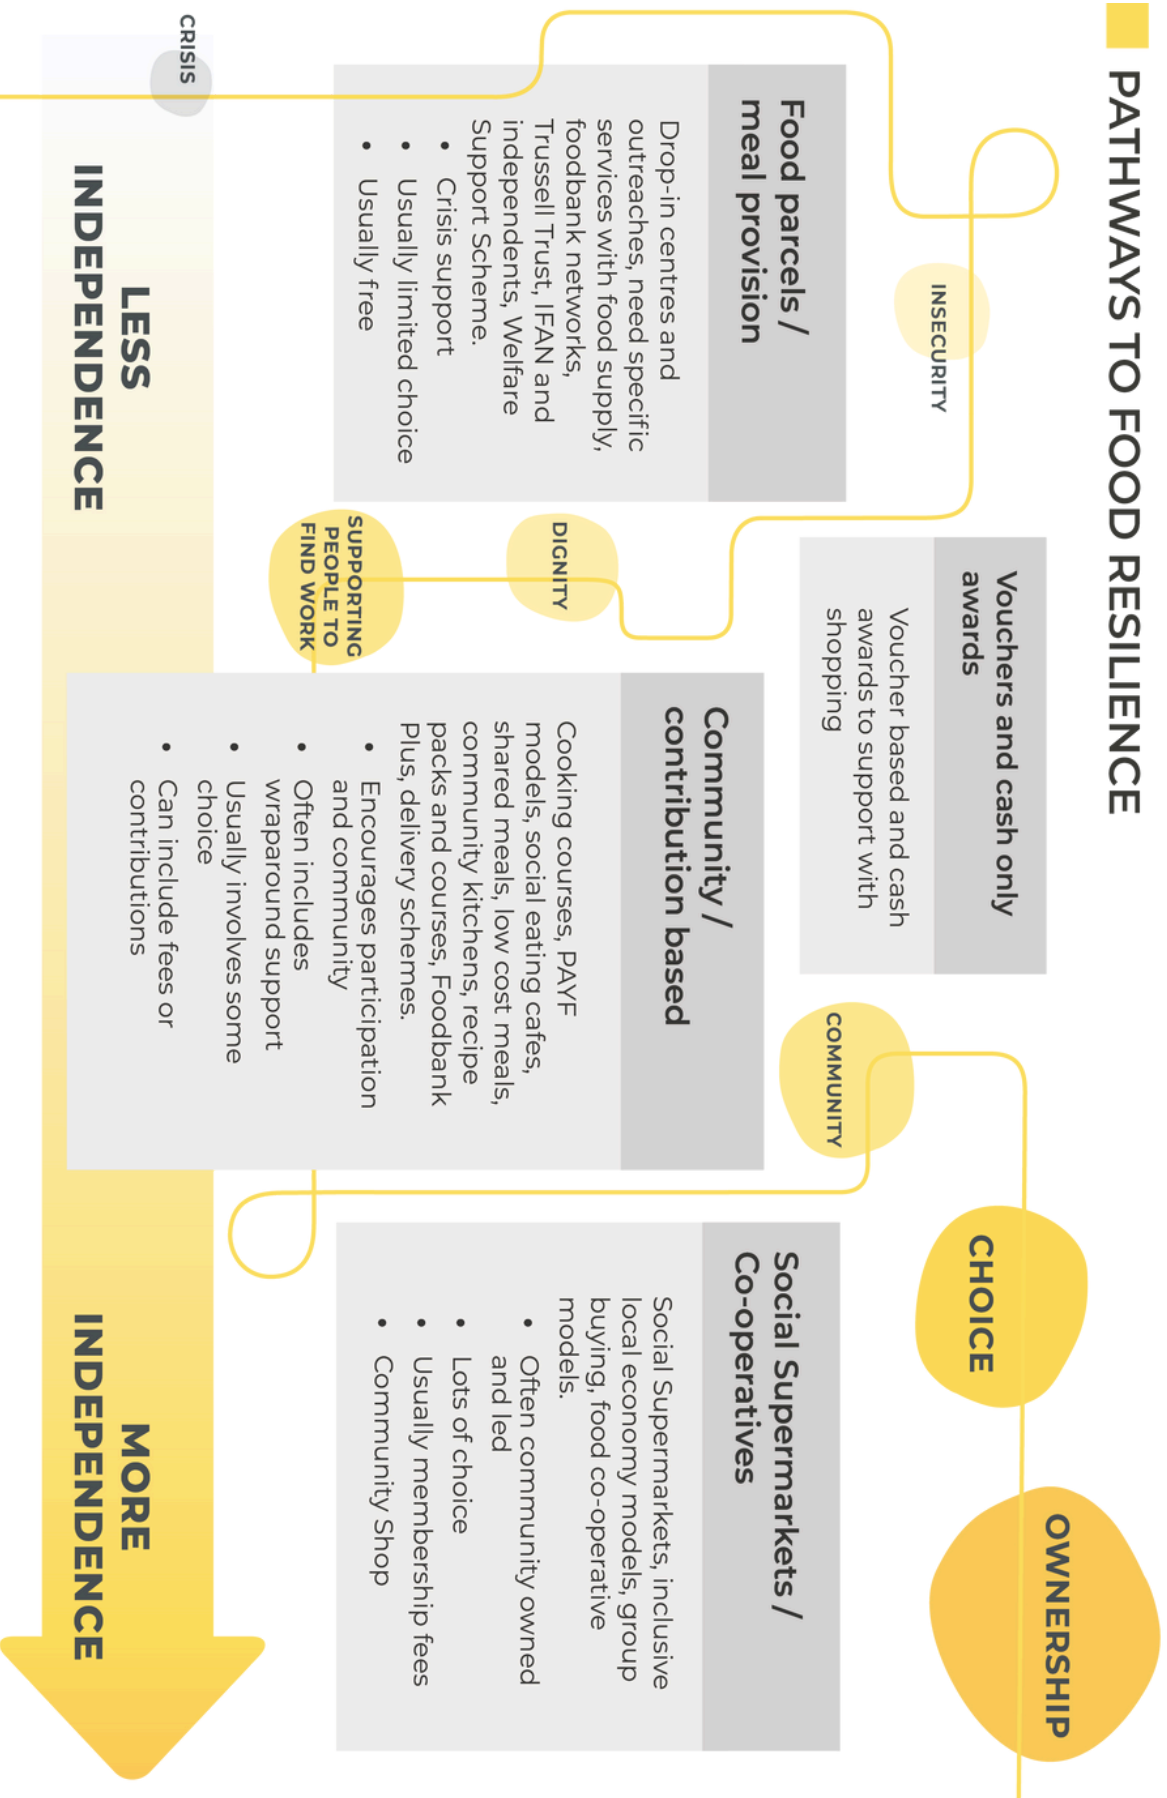 PATHWAYS TO FOOD RESILIENCE
CRISIS
INSECURITY
Food parcels /
meal provision
Drop-in centres and
outreaches, need specific
services with food supply,
foodbank networks,
Trussell Trust, IFAN and
independents, Welfare
Support Scheme.
• Crisis support
• Usually limited choice
• Usually free
Vouchers and cash only
awards
Voucher based and cash
awards to support with
shopping
DIGNITY
SUPPORTING
PEOPLE TO
FIND WORK
Community /
contribution based
Cooking courses, PAYF
models, social eating cafes,
shared meals, low cost meals,
community kitchens, recipe
packs and courses, Foodbank
Plus, delivery schemes.
• Encourages participation
and community
• Often includes
wraparound support
• Usually involves some
choice
• Can include fees or
contributions
COMMUNITY
CHOICE
OWNERSHIP
Social Supermarkets /
Co-operatives
Social Supermarkets, inclusive
local economy models, group
buying, food co-operative
models.
• Often community owned
and led
• Lots of choice
• Usually membership fees
• Community Shop
LESS
INDEPENDENCE
MORE
INDEPENDENCE